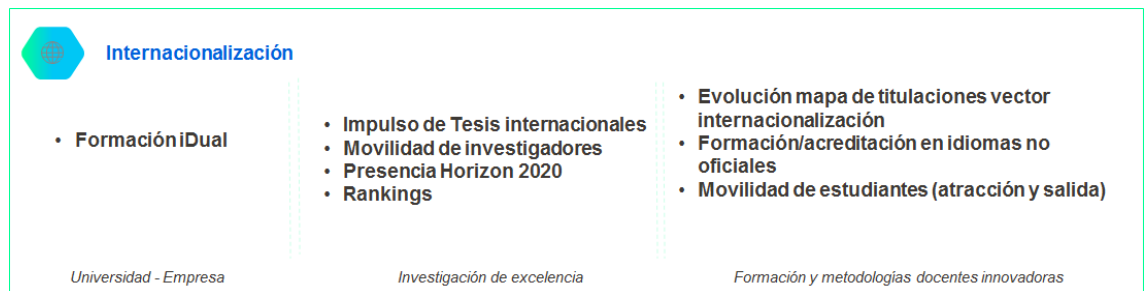 Internacionalización
• Formación iDual
• Impulso de Tesis internacionales
• Movilidad de investigadores
• Presencia Horizon 2020
• Rankings
• Evolución mapa de titulaciones vector
internacionalización
• Formación/acreditación en idiomas no
oficiales
• Movilidad de estudiantes (atracción y salida)
Universidad - Empresa
Investigación de excelencia
Formación y metodologías docentes innovadoras